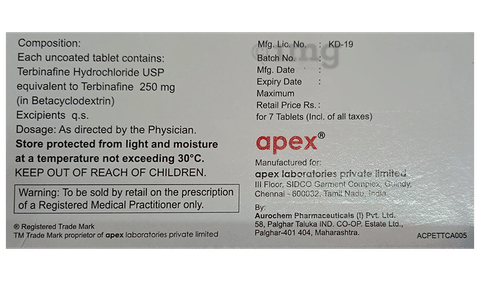 Composition:
Each uncoated tablet contains:
Terbinafine Hydrochloride USP
equivalent to Terbinafine 250 mg
(in Betacyclodextrin)
Excipients q.s.
Dosage: As directed by the Physician.
Store protected from light and moisture
at a temperature not exceeding 30°C.
KEEP OUT OF REACH OF CHILDREN.
Warning: To be sold by retail on the prescription
of a Registered Medical Practitioner only.
® Registered Trade Mark
TM Trade Mark proprietor of apex laboratories private limited
Mfg. Lic. No. : KD-19
Batch No. :
Mfg. Date :
Expiry Date :
Maximum
Retail Price Rs. :
for 7 Tablets (Incl. of all taxes)
apex®
Manufactured for:
apex laboratories private limited
III Floor, SIDCO Garment Complex, Guindy,
Chennai - 600032, Tamil Nadu, India.
By:
Aurochem Pharmaceuticals (I) Pvt. Ltd.
58, Palghar Taluka IND. CO-OP. Estate Ltd.,
Palghar-401 404, Maharashtra.
ACPETTCA005